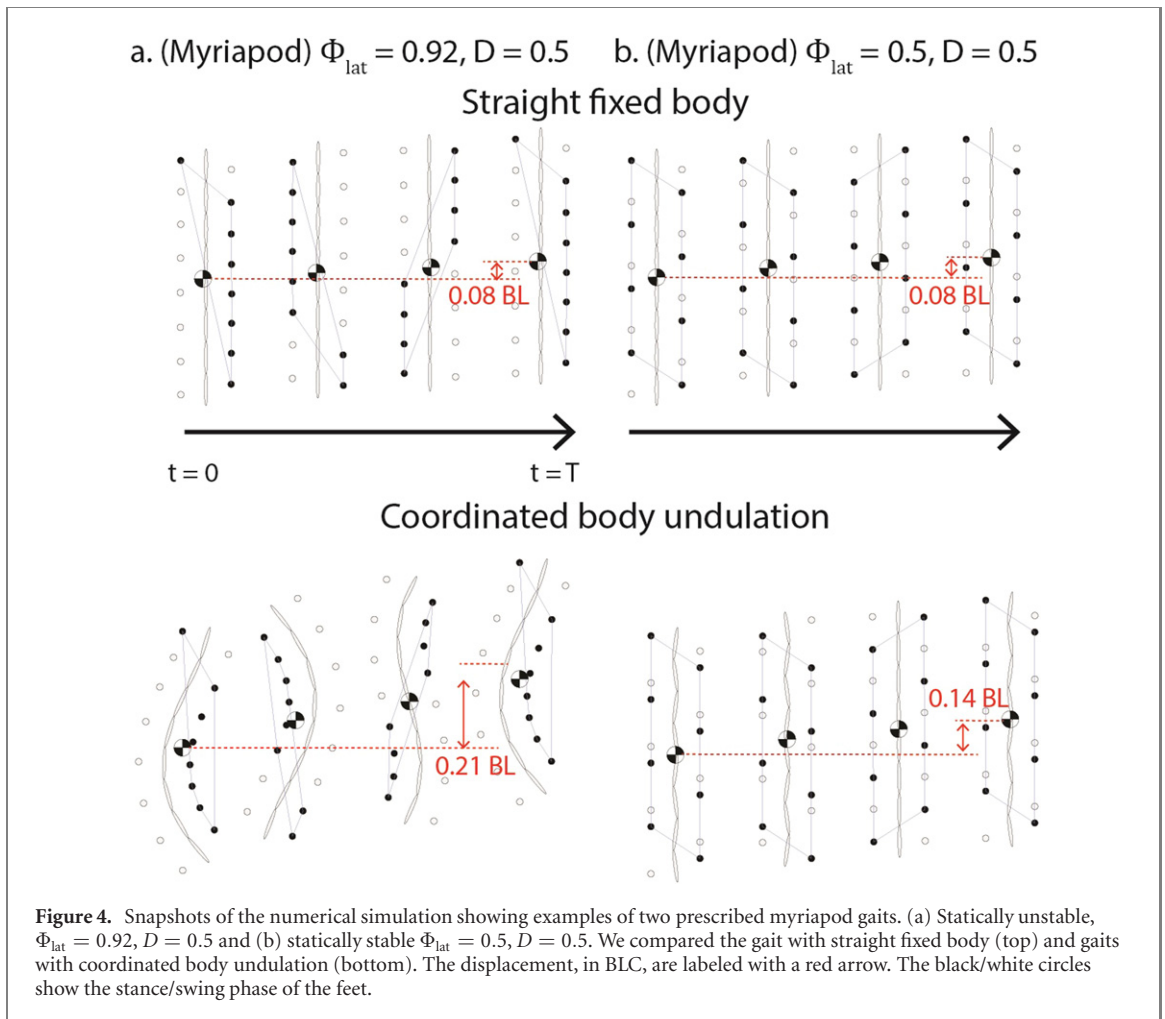 a. (Myriapod) Φlat = 0.92, D = 0.5 b. (Myriapod) Φlat = 0.5, D = 0.5
Straight fixed body
0.08 BL
0.08 BL
t = 0
t = T
Coordinated body undulation
0.21 BL
0.14 BL
Figure 4. Snapshots of the numerical simulation showing examples of two prescribed myriapod gaits. (a) Statically unstable,
Φlat = 0.92, D = 0.5 and (b) statically stable Φlat = 0.5, D = 0.5. We compared the gait with straight fixed body (top) and gaits
with coordinated body undulation (bottom). The displacement, in BLC, are labeled with a red arrow. The black/white circles
show the stance/swing phase of the feet.